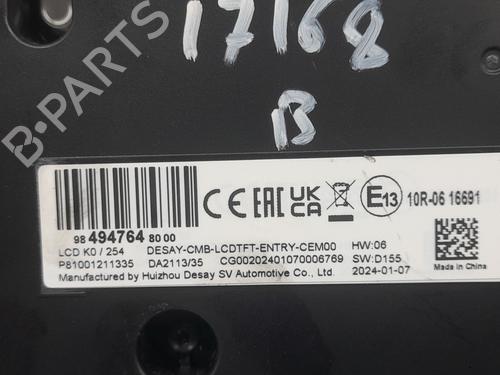 17168
B
B-PARTS
CE EAC UK CA E13 10R-06 16691
98 494764 80 00
LCD K0 / 254 DESAY-CMB-LCDTFT-ENTRY-CEM00 HW:06
P81001211335 DA2113/35 CG00202401070006769 SW:D155
Manufactured by Huizhou Desay SV Automotive Co., Ltd. 2024-01-07
Made in China